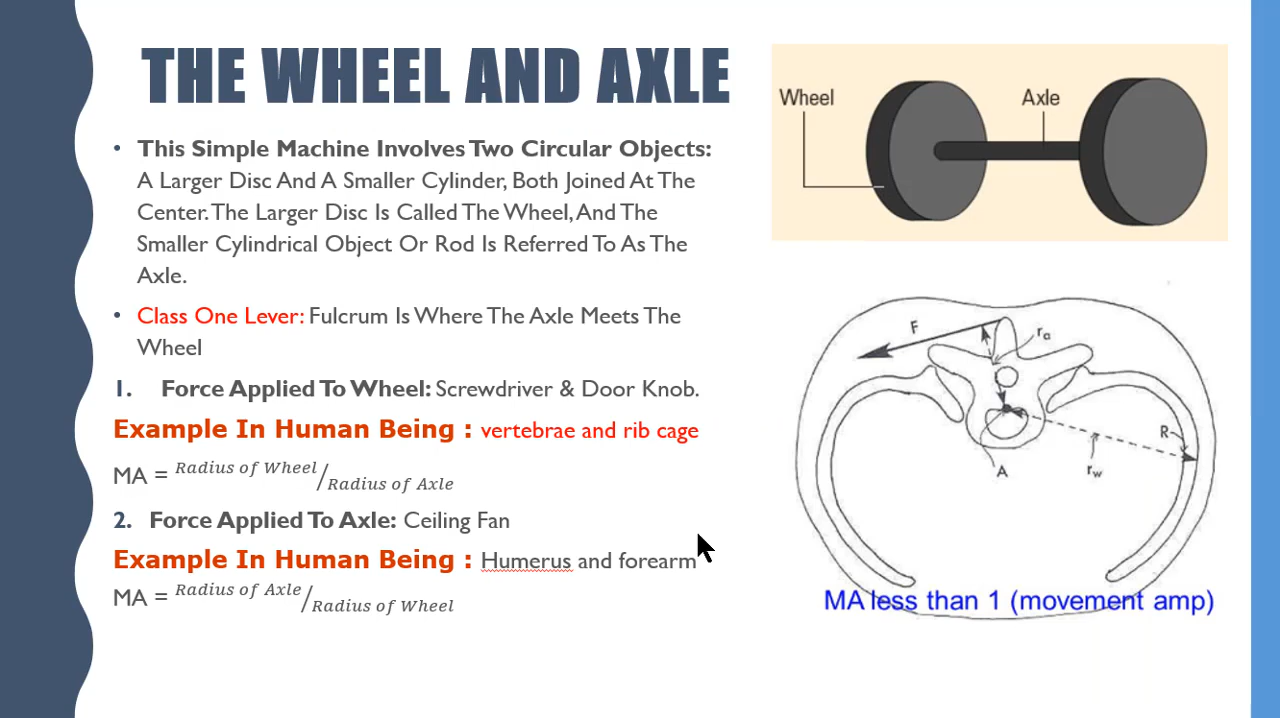 THE WHEEL AND AXLE
• This Simple Machine Involves Two Circular Objects:
A Larger Disc And A Smaller Cylinder, Both Joined At The
Center. The Larger Disc Is Called The Wheel, And The
Smaller Cylindrical Object Or Rod Is Referred To As The
Axle.
• Class One Lever: Fulcrum Is Where The Axle Meets The
Wheel
1. Force Applied To Wheel: Screwdriver & Door Knob.
Example In Human Being : vertebrae and rib cage
MA = Radius of Wheel/Radius of Axle
2. Force Applied To Axle: Ceiling Fan
Example In Human Being : Humerus and forearm
MA = Radius of Axle/Radius of Wheel
Wheel
Axle
F
ra
R
rw
A
MA less than 1 (movement amp)